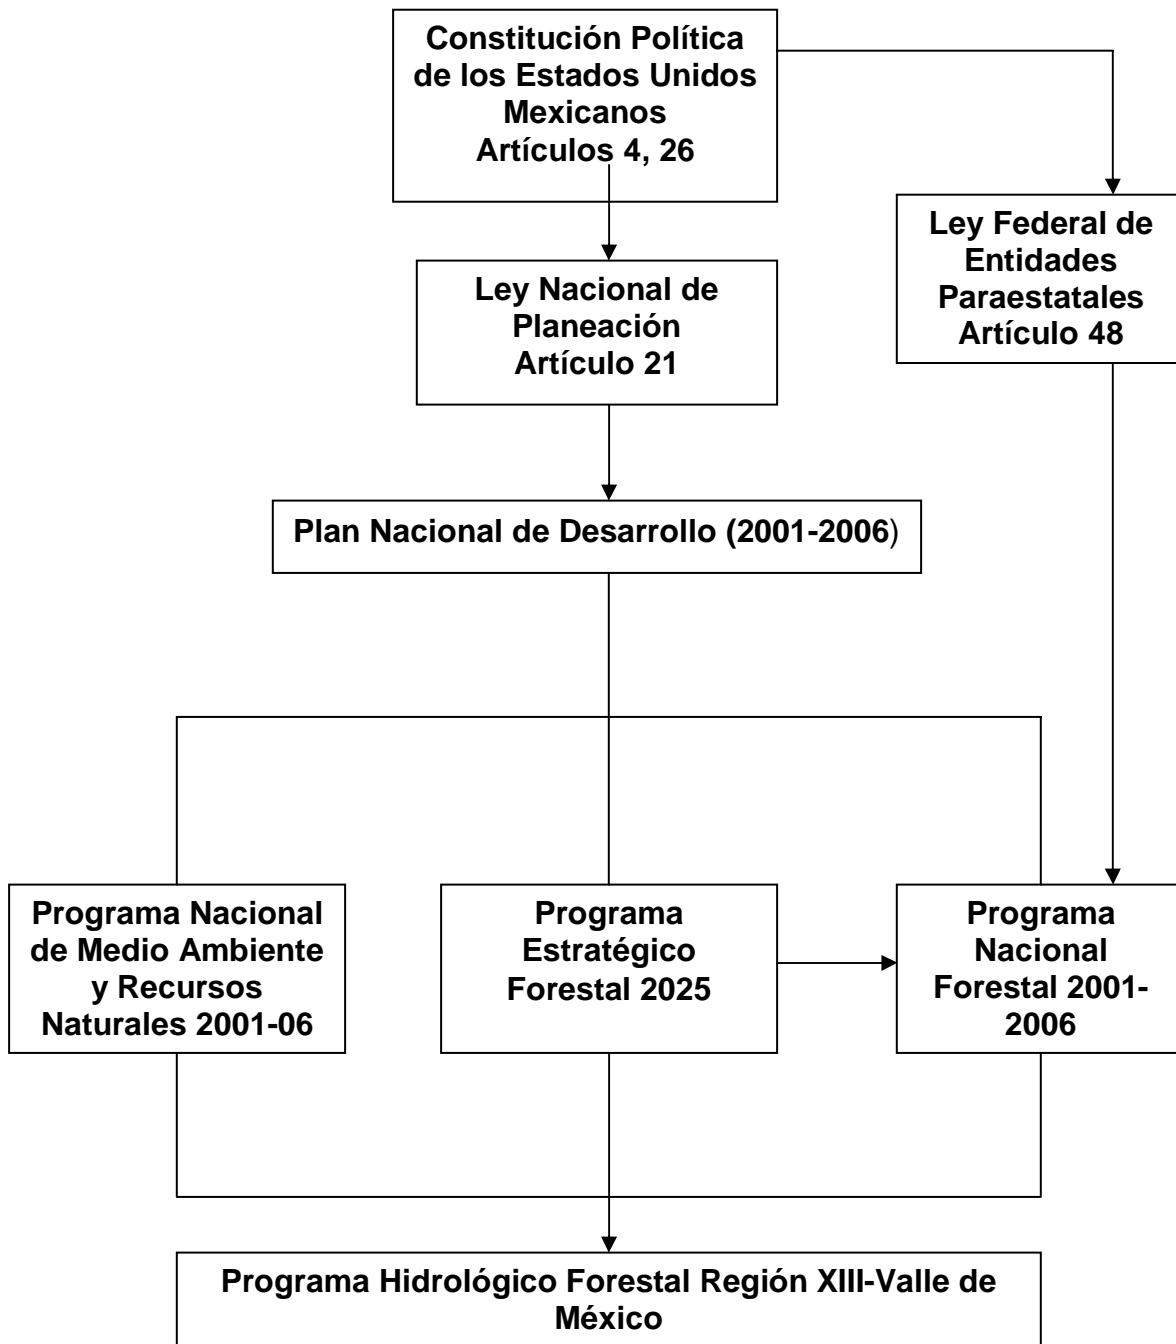 Constitución Política
de los Estados Unidos
Mexicanos
Artículos 4, 26
Ley Federal de
Entidades
Paraestatales
Artículo 48
Ley Nacional de
Planeación
Artículo 21
Plan Nacional de Desarrollo (2001-2006)
Programa Nacional
de Medio Ambiente
y Recursos
Naturales 2001-06
Programa
Estratégico
Forestal 2025
Programa
Nacional
Forestal 2001-
2006
Programa Hidrológico Forestal Región XIII-Valle de
México